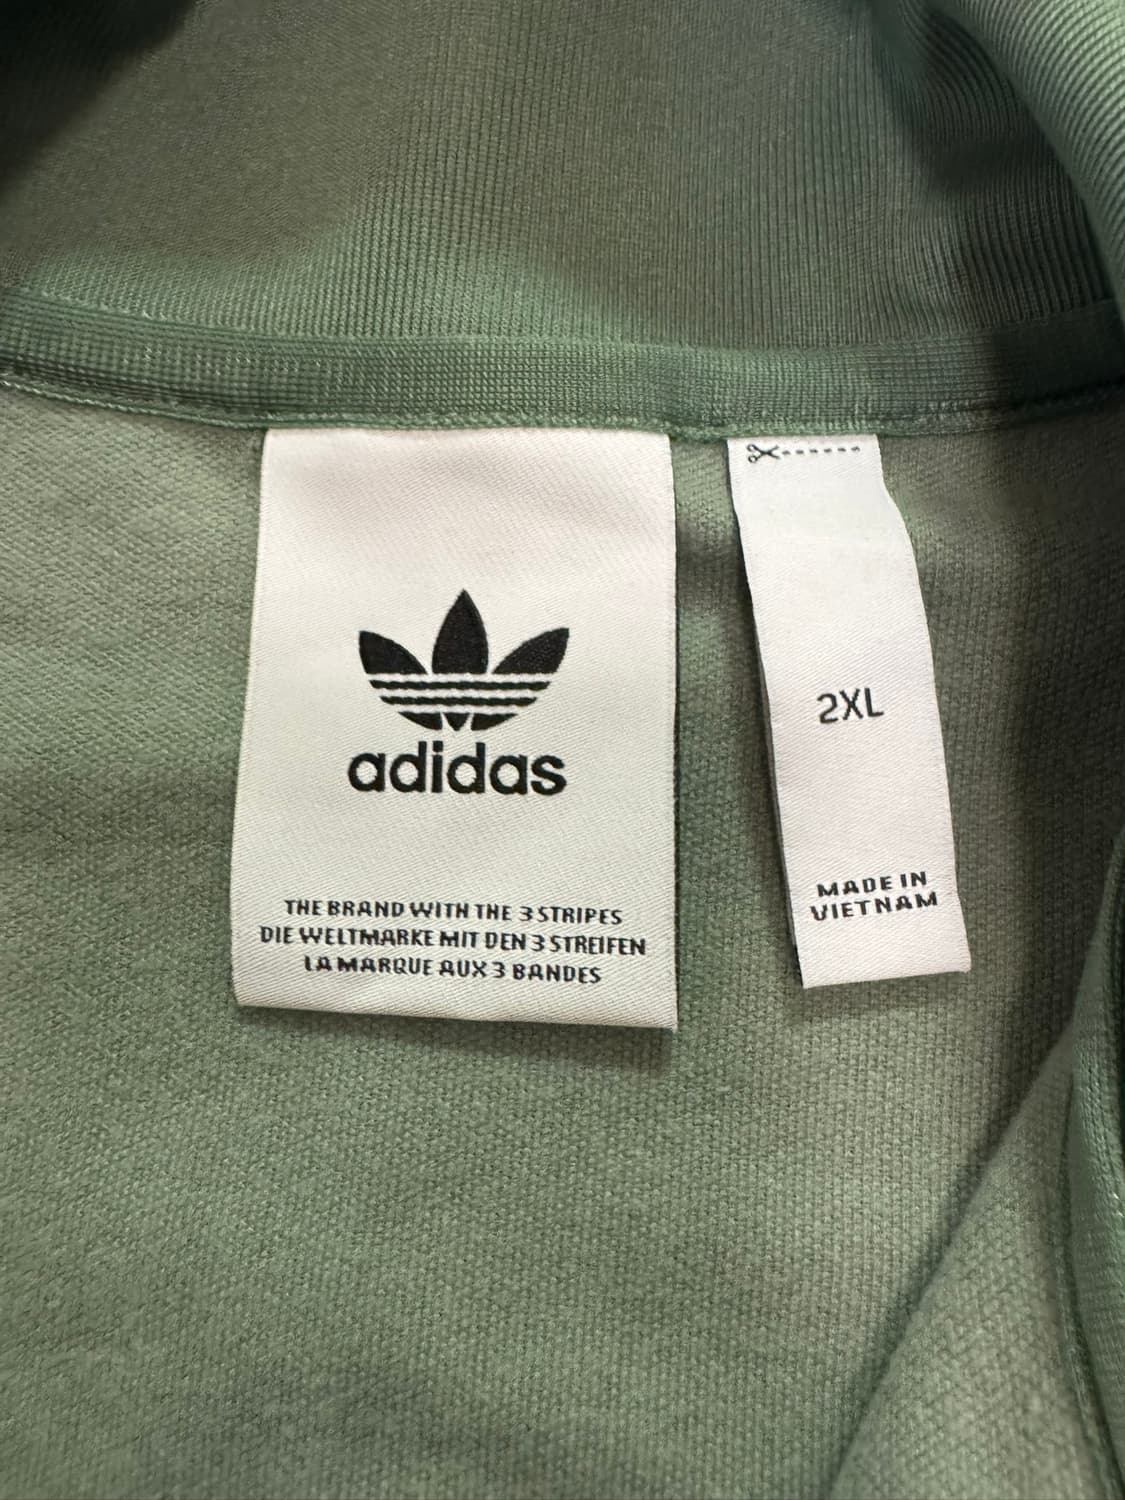 adidas
THE BRAND WITH THE 3 STRIPES
DIE WELTMARKE MIT DEN 3 STREIFEN
LA MARQUE AUX 3 BANDES
2XL
MADE IN
VIETNAM